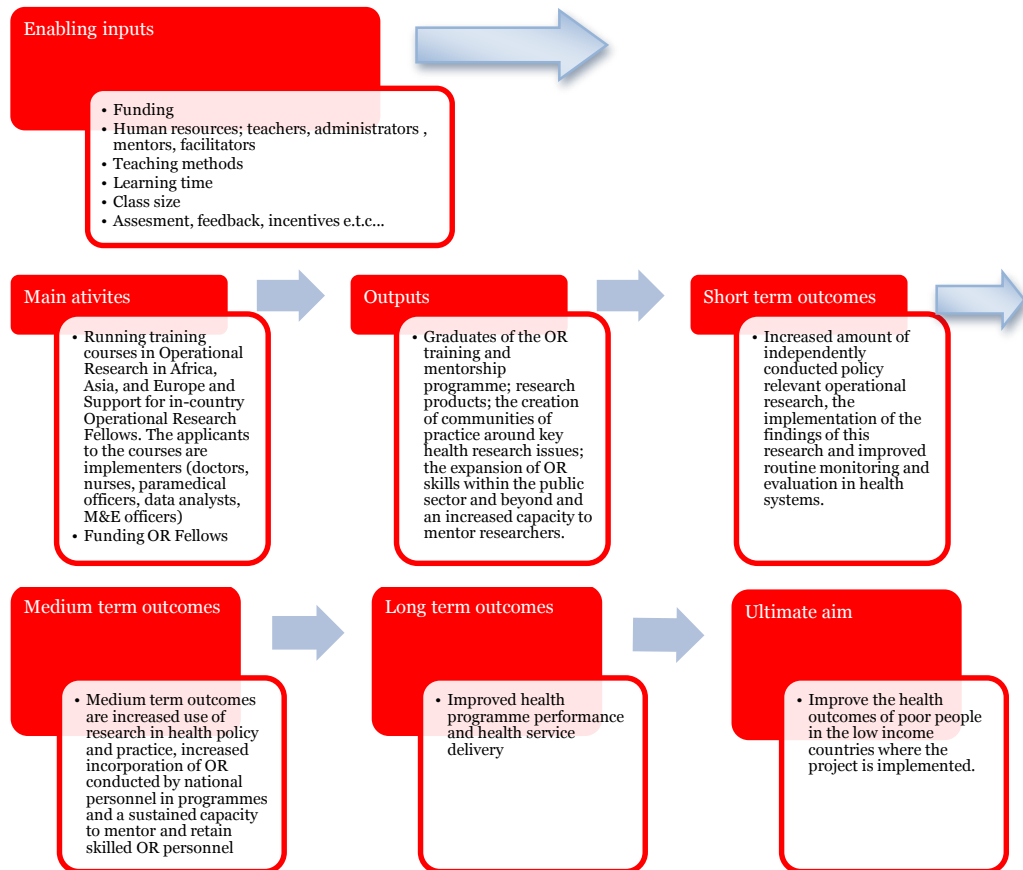 Enabling inputs
• Funding
• Human resources; teachers, administrators ,
mentors, facilitators
• Teaching methods
• Learning time
• Class size
• Assesment, feedback, incentives e.t.c...
Main ativites
• Running training
courses in Operational
Research in Africa,
Asia, and Europe and
Support for in-country
Operational Research
Fellows. The applicants
to the courses are
implementers (doctors,
nurses, paramedical
officers, data analysts,
M&E officers)
• Funding OR Fellows
Outputs
• Graduates of the OR
training and
mentorship
programme; research
products; the creation
of communities of
practice around key
health research issues;
the expansion of OR
skills within the public
sector and beyond and
an increased capacity to
mentor researchers.
Short term outcomes
• Increased amount of
independently
conducted policy
relevant operational
research, the
implementation of the
findings of this
research and improved
routine monitoring and
evaluation in health
systems.
Medium term outcomes
• Medium term outcomes
are increased use of
research in health policy
and practice, increased
incorporation of OR
conducted by national
personnel in programmes
and a sustained capacity
to mentor and retain
skilled OR personnel
Long term outcomes
• Improved health
programme performance
and health service
delivery
Ultimate aim
• Improve the health
outcomes of poor people
in the low income
countries where the
project is implemented.